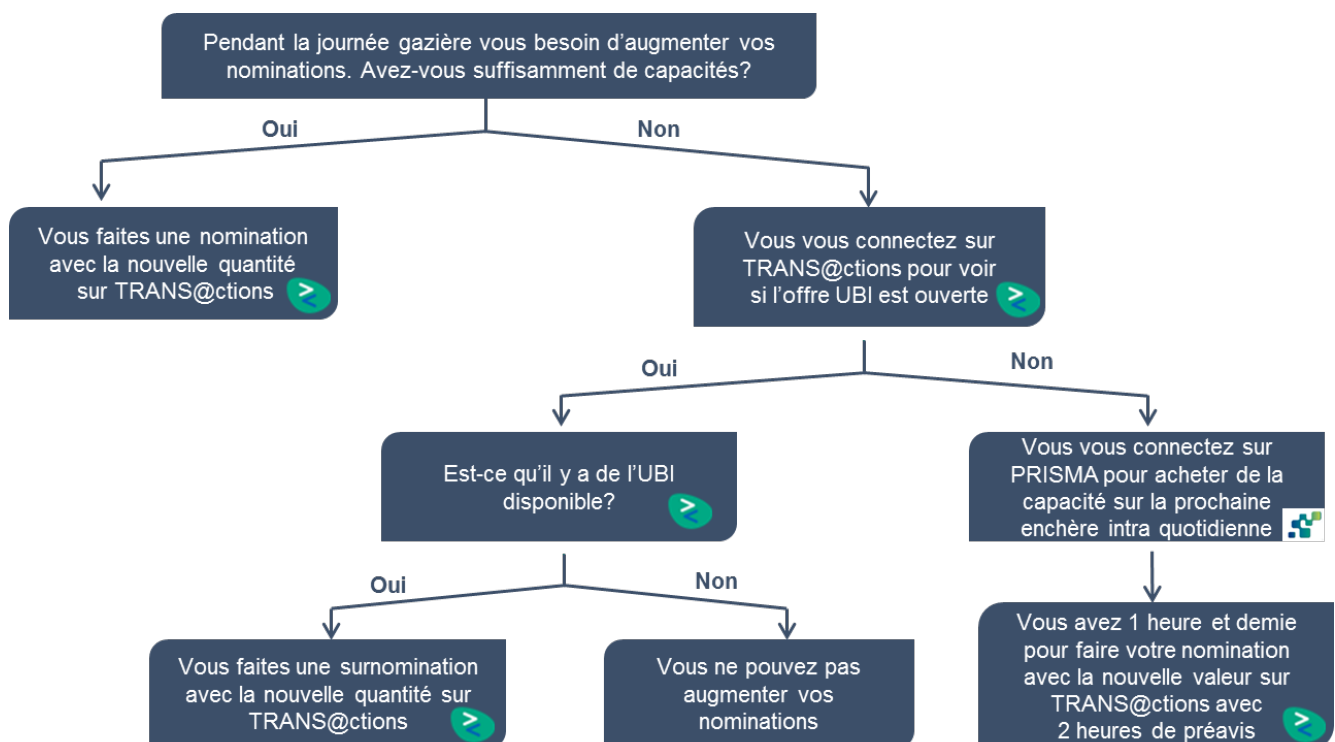 Pendant la journée gazière vous besoin d'augmenter vos
nominations. Avez-vous suffisamment de capacités?
Oui
Non
Vous faites une nomination
avec la nouvelle quantité
sur TRANS@ctions
Vous vous connectez sur
TRANS@ctions pour voir
si l'offre UBI est ouverte
Oui
Non
Est-ce qu'il y a de l'UBI
disponible?
Vous vous connectez sur
PRISMA pour acheter de la
capacité sur la prochaine
enchère intra quotidienne
Oui
Non
Vous faites une surnomination
avec la nouvelle quantité sur
TRANS@ctions
Vous ne pouvez pas
augmenter vos
nominations
Vous avez 1 heure et demie
pour faire votre nomination
avec la nouvelle valeur sur
TRANS@ctions avec
2 heures de préavis